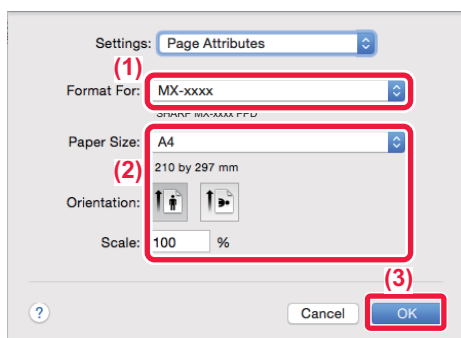 Settings: Page Attributes
(1)
Format For: MX-xxxx
SHARP MX-xxxx PPD
Paper Size: A4
(2) 210 by 297 mm
Orientation:
Scale: 100 %
(3)
? Cancel OK